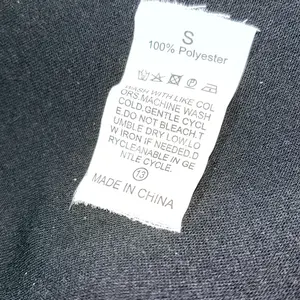 S
100% Polyester
WASH WITH LIKE COL
ORS MACHINE WASH
COLD.GENTLE CYCL
E.DO NOT BLEACH.T
UMBLE DRY LOW.LO
W IRON IF NEEDED.D
RYCLEANABLE IN GE
NTLE CYCLE.
13
MADE IN CHINA